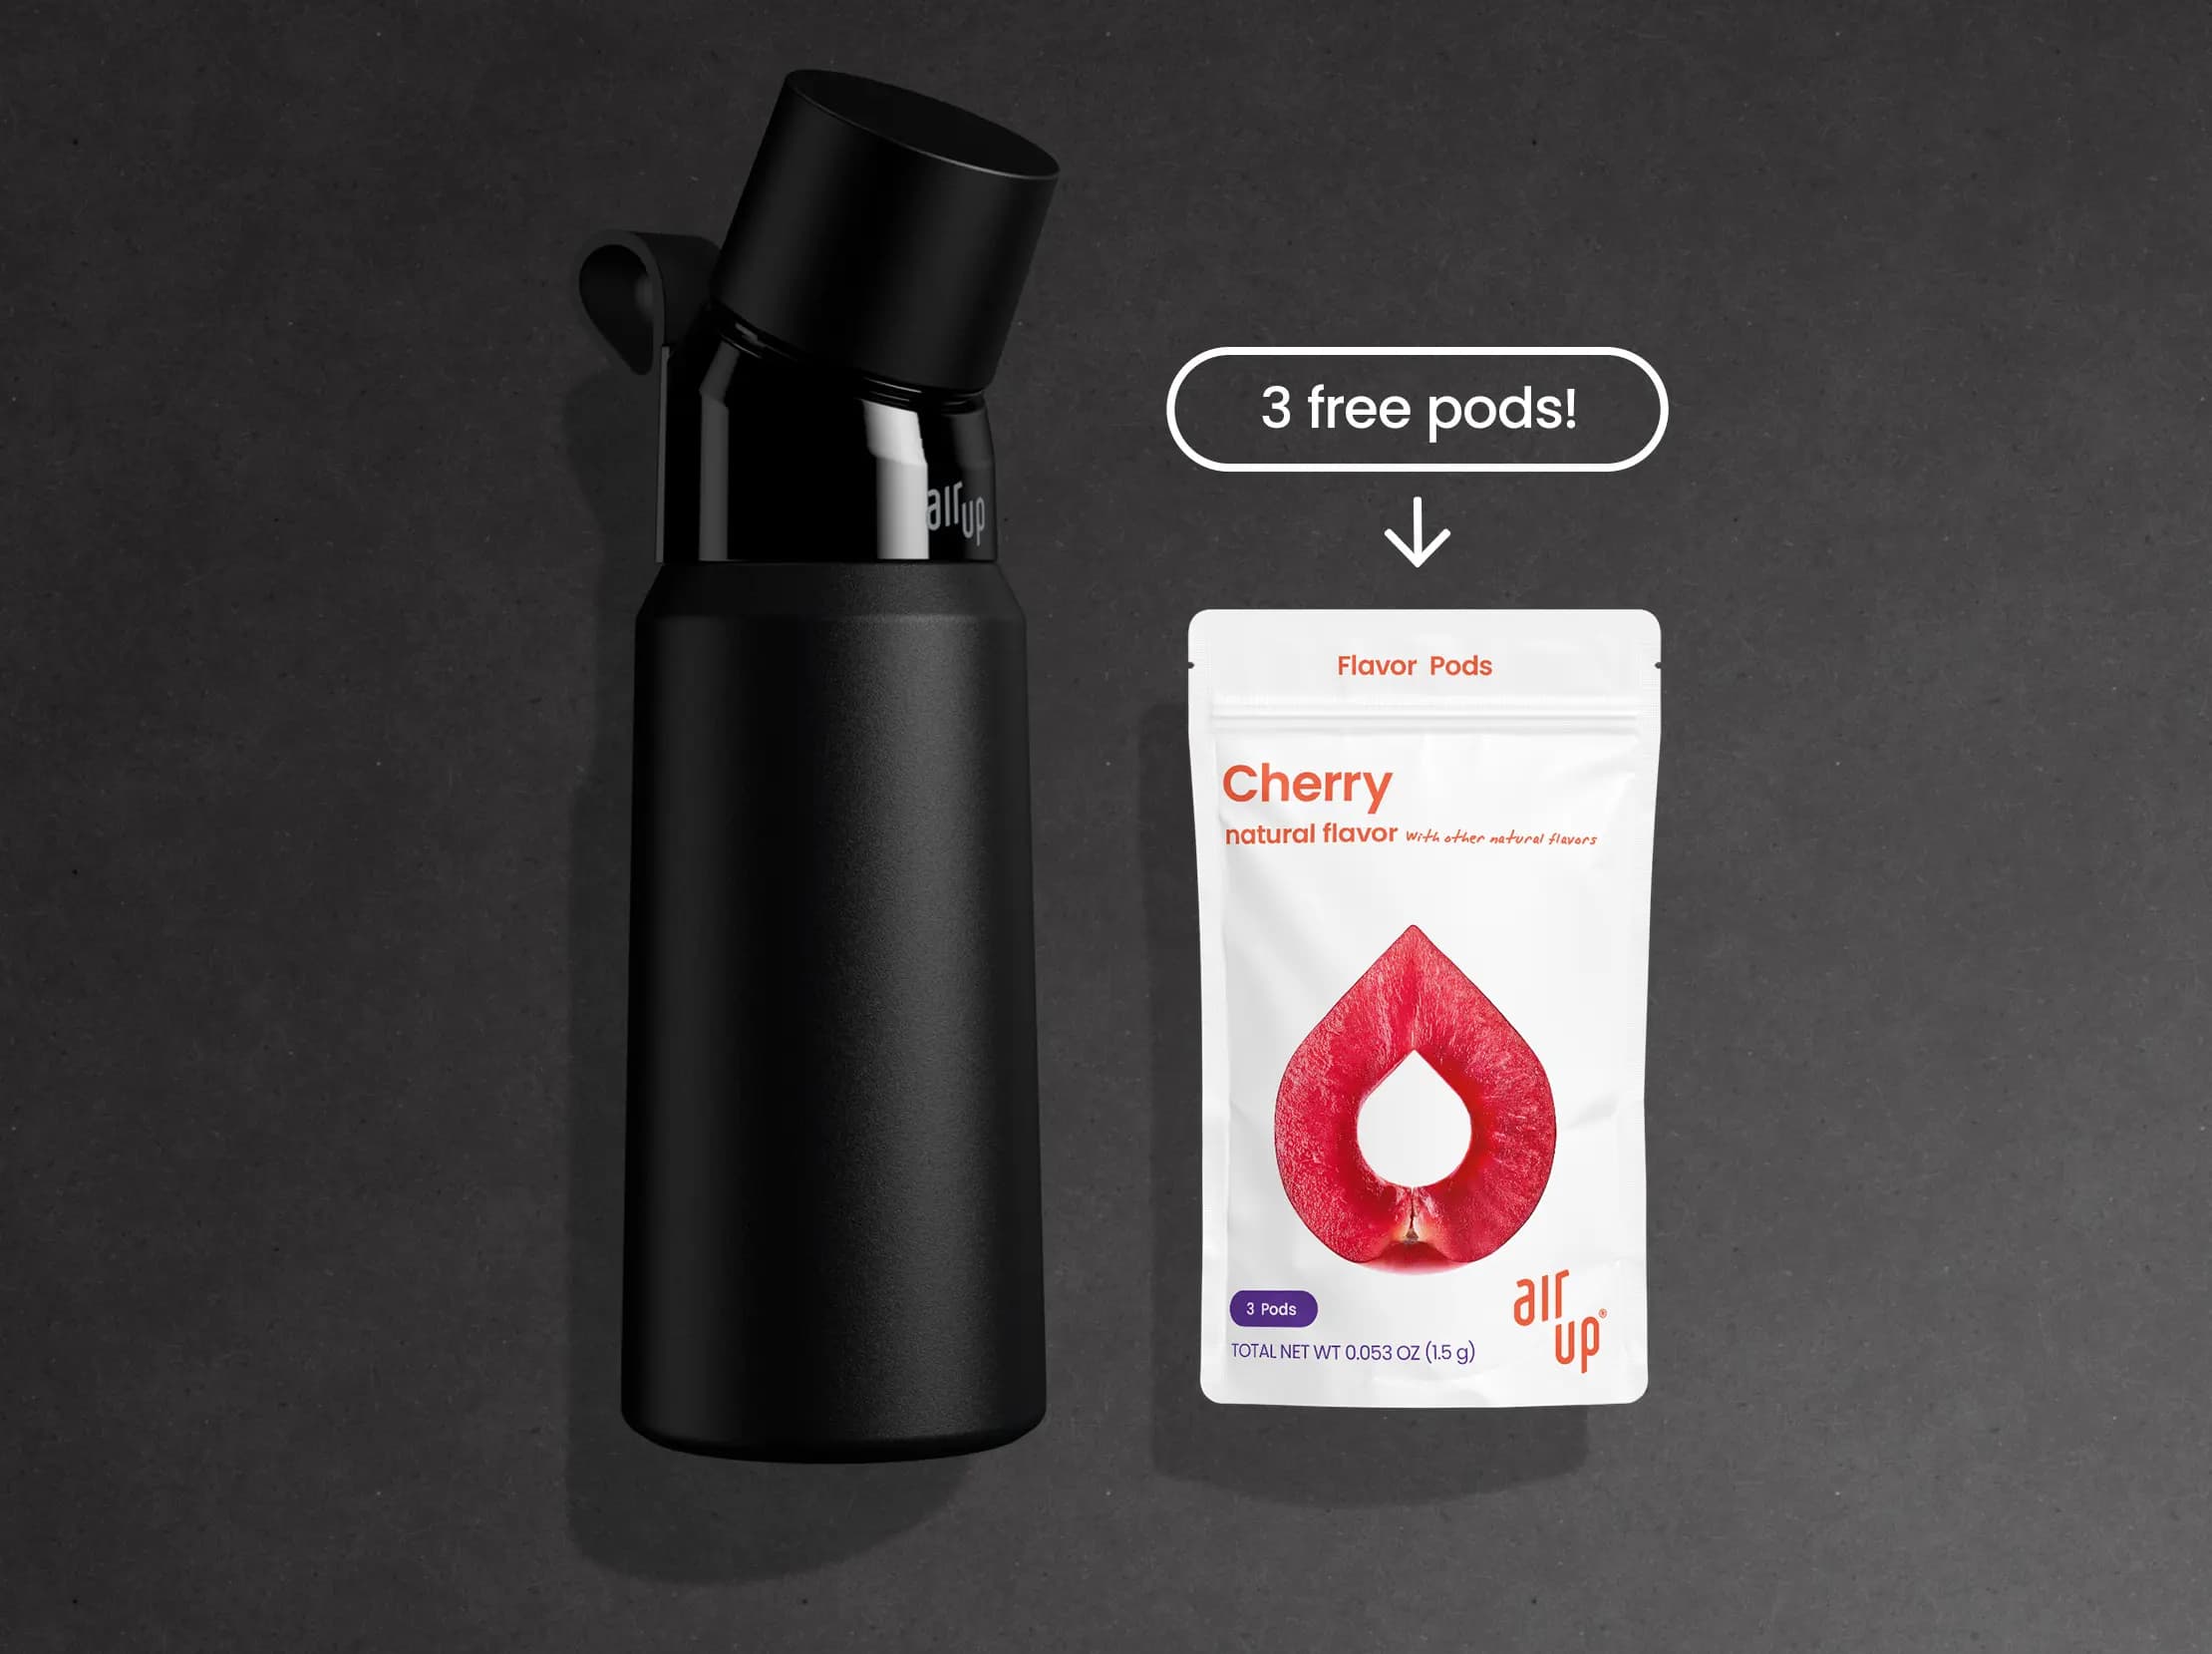 air
up
3 free pods!
Flavor Pods
Cherry
natural flavor with other natural flavors
air
up®
3 Pods
TOTAL NET WT 0.053 OZ (1.5 g)